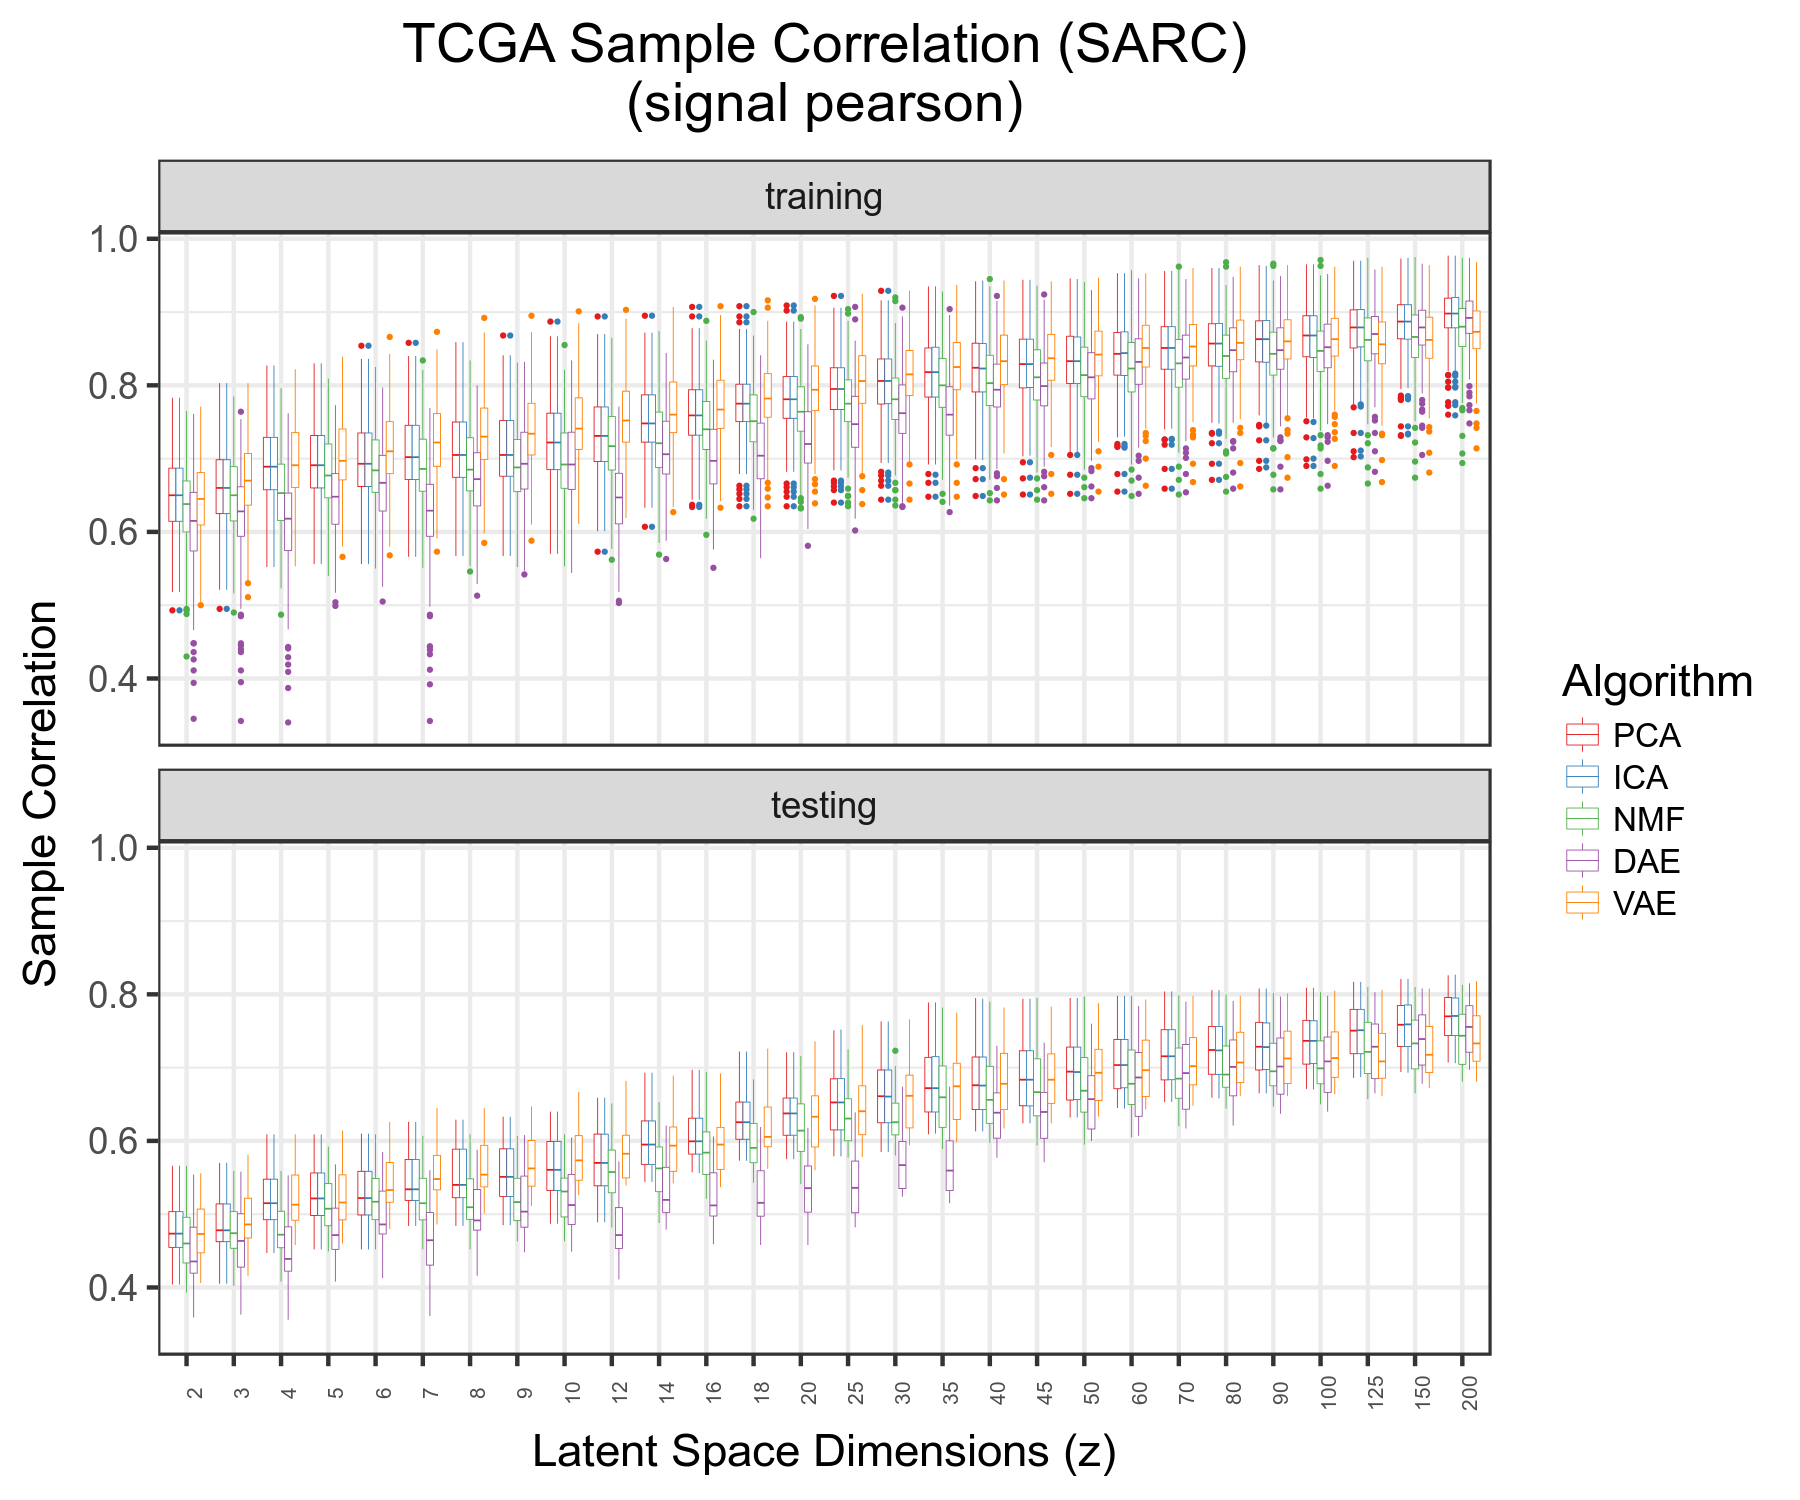 TCGA Sample Correlation (SARC)
(signal pearson)
training
1.0
0.8
0.6
0.4
testing
1.0
0.8
0.6
0.4
Sample Correlation
2 3 4 5 6 7 8 9 10 12 14 16 18 20 25 30 35 40 45 50 60 70 80 90 100 125 150 200
Latent Space Dimensions (z)
Algorithm
PCA
ICA
NMF
DAE
VAE